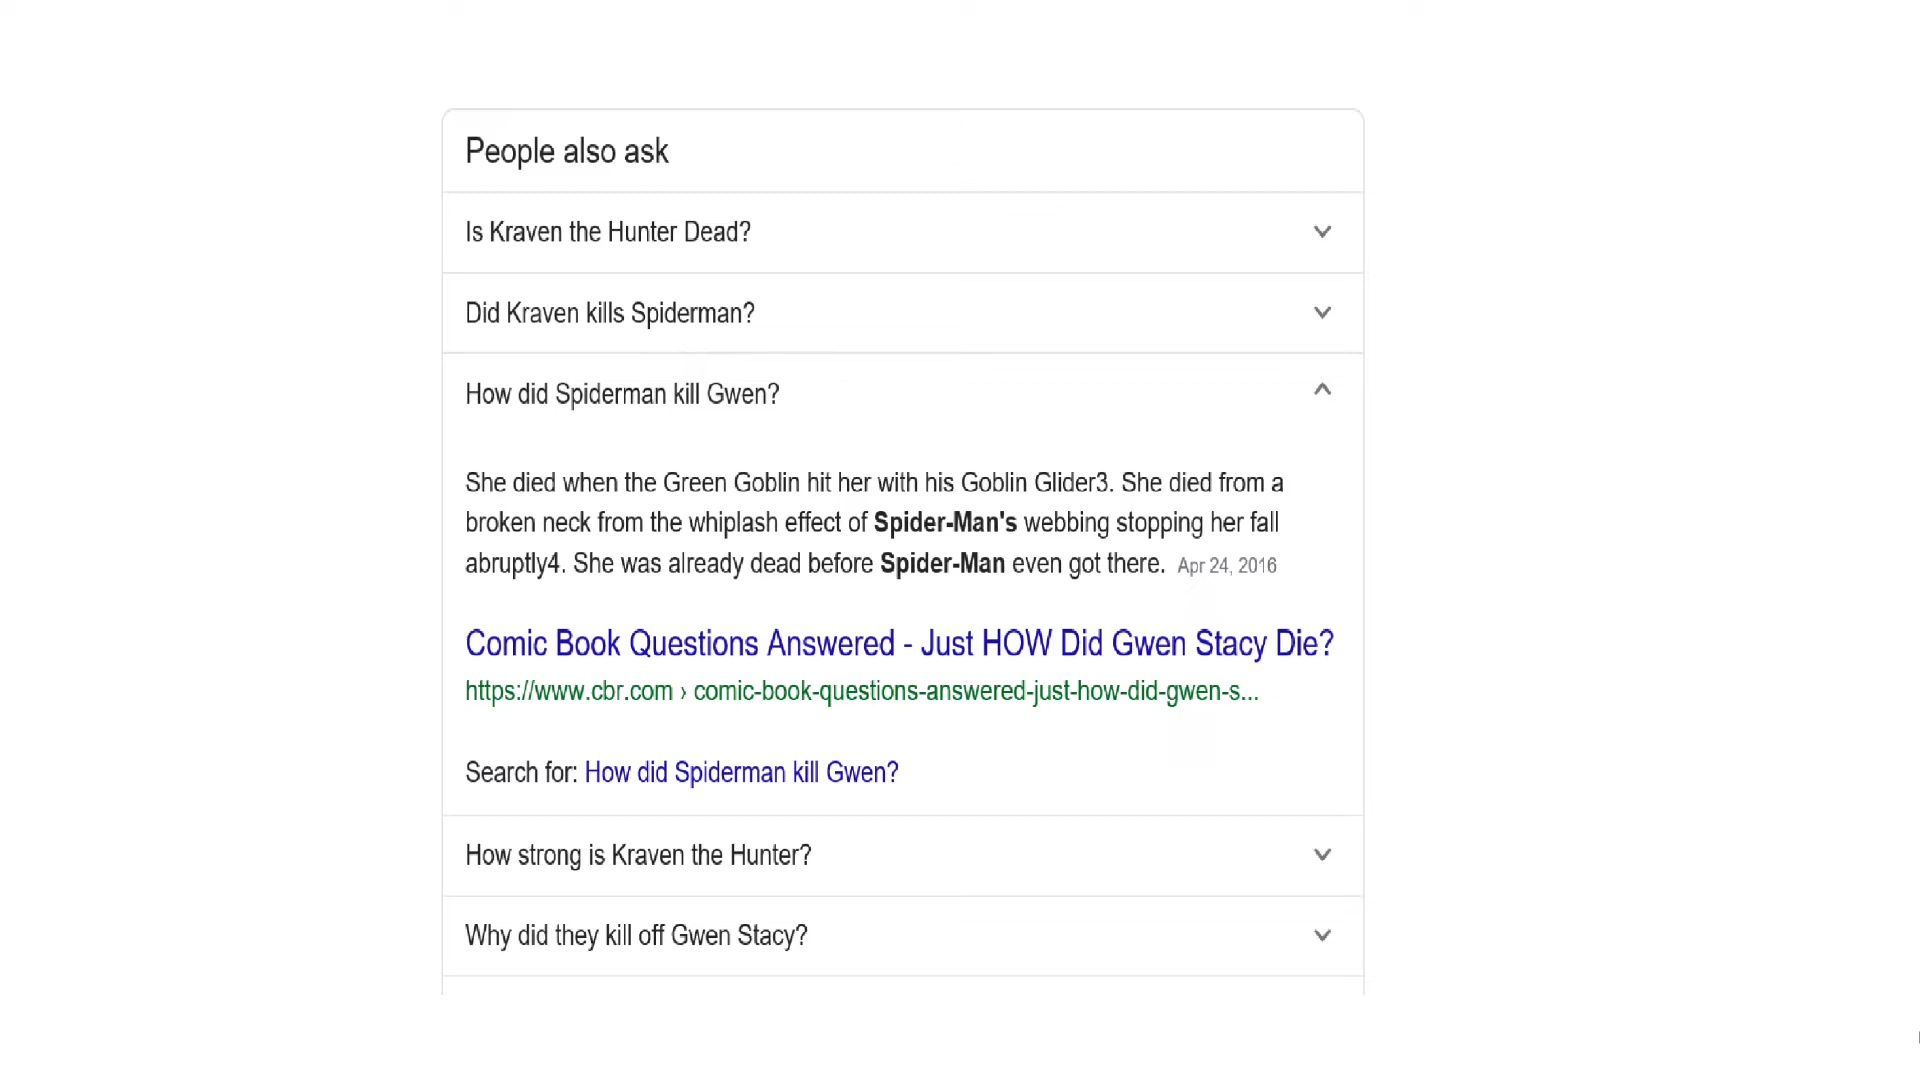 People also ask
Is Kraven the Hunter Dead?
Did Kraven kills Spiderman?
How did Spiderman kill Gwen?
She died when the Green Goblin hit her with his Goblin Glider3. She died from a
broken neck from the whiplash effect of Spider-Man's webbing stopping her fall
abruptly4. She was already dead before Spider-Man even got there. Apr 24, 2016
Comic Book Questions Answered - Just HOW Did Gwen Stacy Die?
https://www.cbr.com › comic-book-questions-answered-just-how-did-gwen-s...
Search for: How did Spiderman kill Gwen?
How strong is Kraven the Hunter?
Why did they kill off Gwen Stacy?